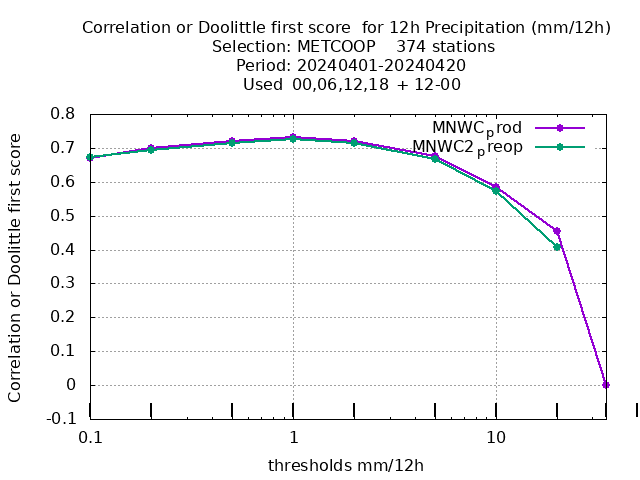 Correlation or Doolittle first score  for 12h Precipitation (mm/12h)
Selection: METCOOP    374 stations
Period: 20240401-20240420
Used  00,06,12,18  + 12-00
MNWCprod
MNWC2preop
Correlation or Doolittle first score
0.8
0.7
0.6
0.5
0.4
0.3
0.2
0.1
0
-0.1
0.1 1 10
thresholds mm/12h